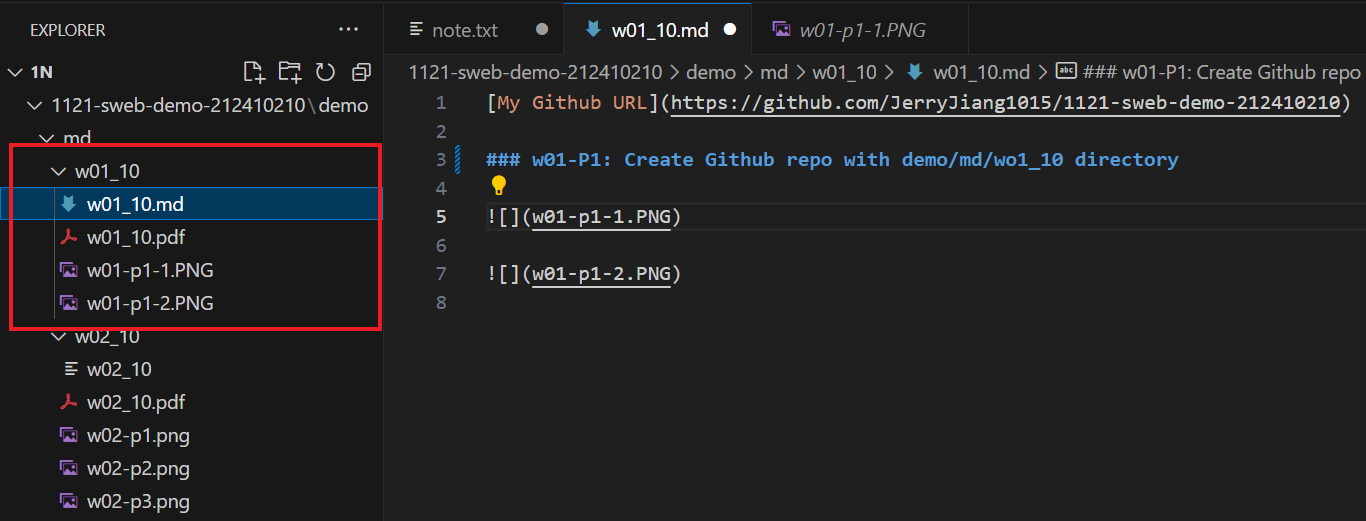 EXPLORER ...
1N
1121-sweb-demo-212410210\demo
md
w01_10
w01_10.md
w01_10.pdf
w01-p1-1.PNG
w01-p1-2.PNG
w02_10
w02_10
w02_10.pdf
w02-p1.png
w02-p2.png
w02-p3.png
note.txt w01_10.md w01-p1-1.PNG
1121-sweb-demo-212410210 > demo > md > w01_10 > w01_10.md > abc ### w01-P1: Create Github repo
1 [My Github URL](https://github.com/JerryJiang1015/1121-sweb-demo-212410210)
2
3 ### w01-P1: Create Github repo with demo/md/wo1_10 directory
4
5 ![](w01-p1-1.PNG)
6
7 ![](w01-p1-2.PNG)
8